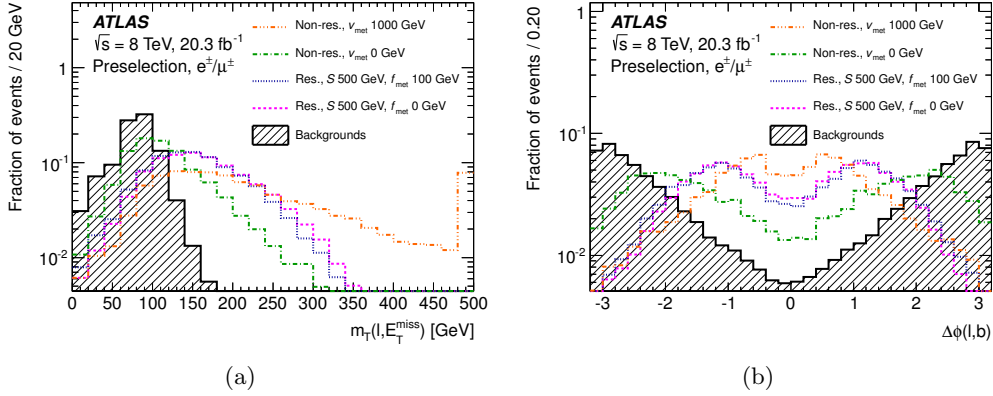 ATLAS
√s = 8 TeV, 20.3 fb⁻¹
Preselection, e±/μ±
Non-res., v_met 1000 GeV
Non-res., v_met 0 GeV
Res., S 500 GeV, f_met 100 GeV
Res., S 500 GeV, f_met 0 GeV
Backgrounds
Fraction of events / 20 GeV
1
10⁻¹
10⁻²
0 50 100 150 200 250 300 350 400 450 500
m_T(l,E_T^miss) [GeV]
(a)
ATLAS
√s = 8 TeV, 20.3 fb⁻¹
Preselection, e±/μ±
Non-res., v_met 1000 GeV
Non-res., v_met 0 GeV
Res., S 500 GeV, f_met 100 GeV
Res., S 500 GeV, f_met 0 GeV
Backgrounds
Fraction of events / 0.20
1
10⁻¹
10⁻²
-3 -2 -1 0 1 2 3
Δϕ(l,b)
(b)